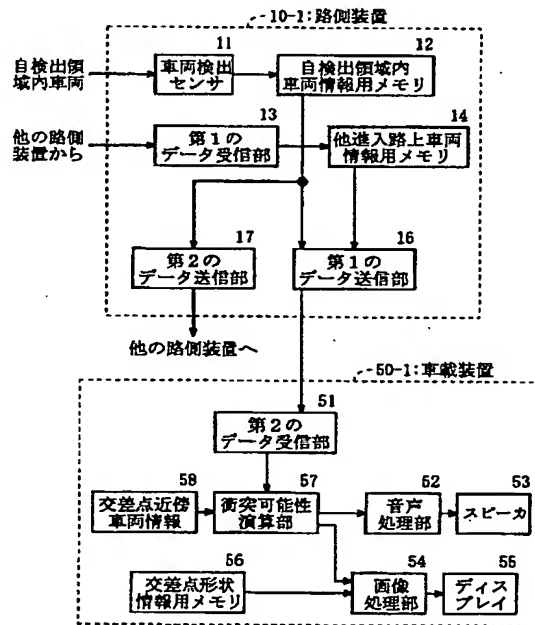 10-1:路側装置
11
12
自検出領
域内車両
車両検出
センサ
自検出領域内
車両情報用メモリ
13
14
他の路側
装置から
第1の
データ受信部
他進入路上車両
情報用メモリ
17
16
第2の
データ送信部
第1の
データ送信部
他の路側装置へ
50-1:車載装置
51
第2の
データ受信部
58
57
52
53
交差点近傍
車両情報
衝突可能性
演算部
音声
処理部
スピーカ
56
54
55
交差点形状
情報用メモリ
画像
処理部
ディス
プレイ